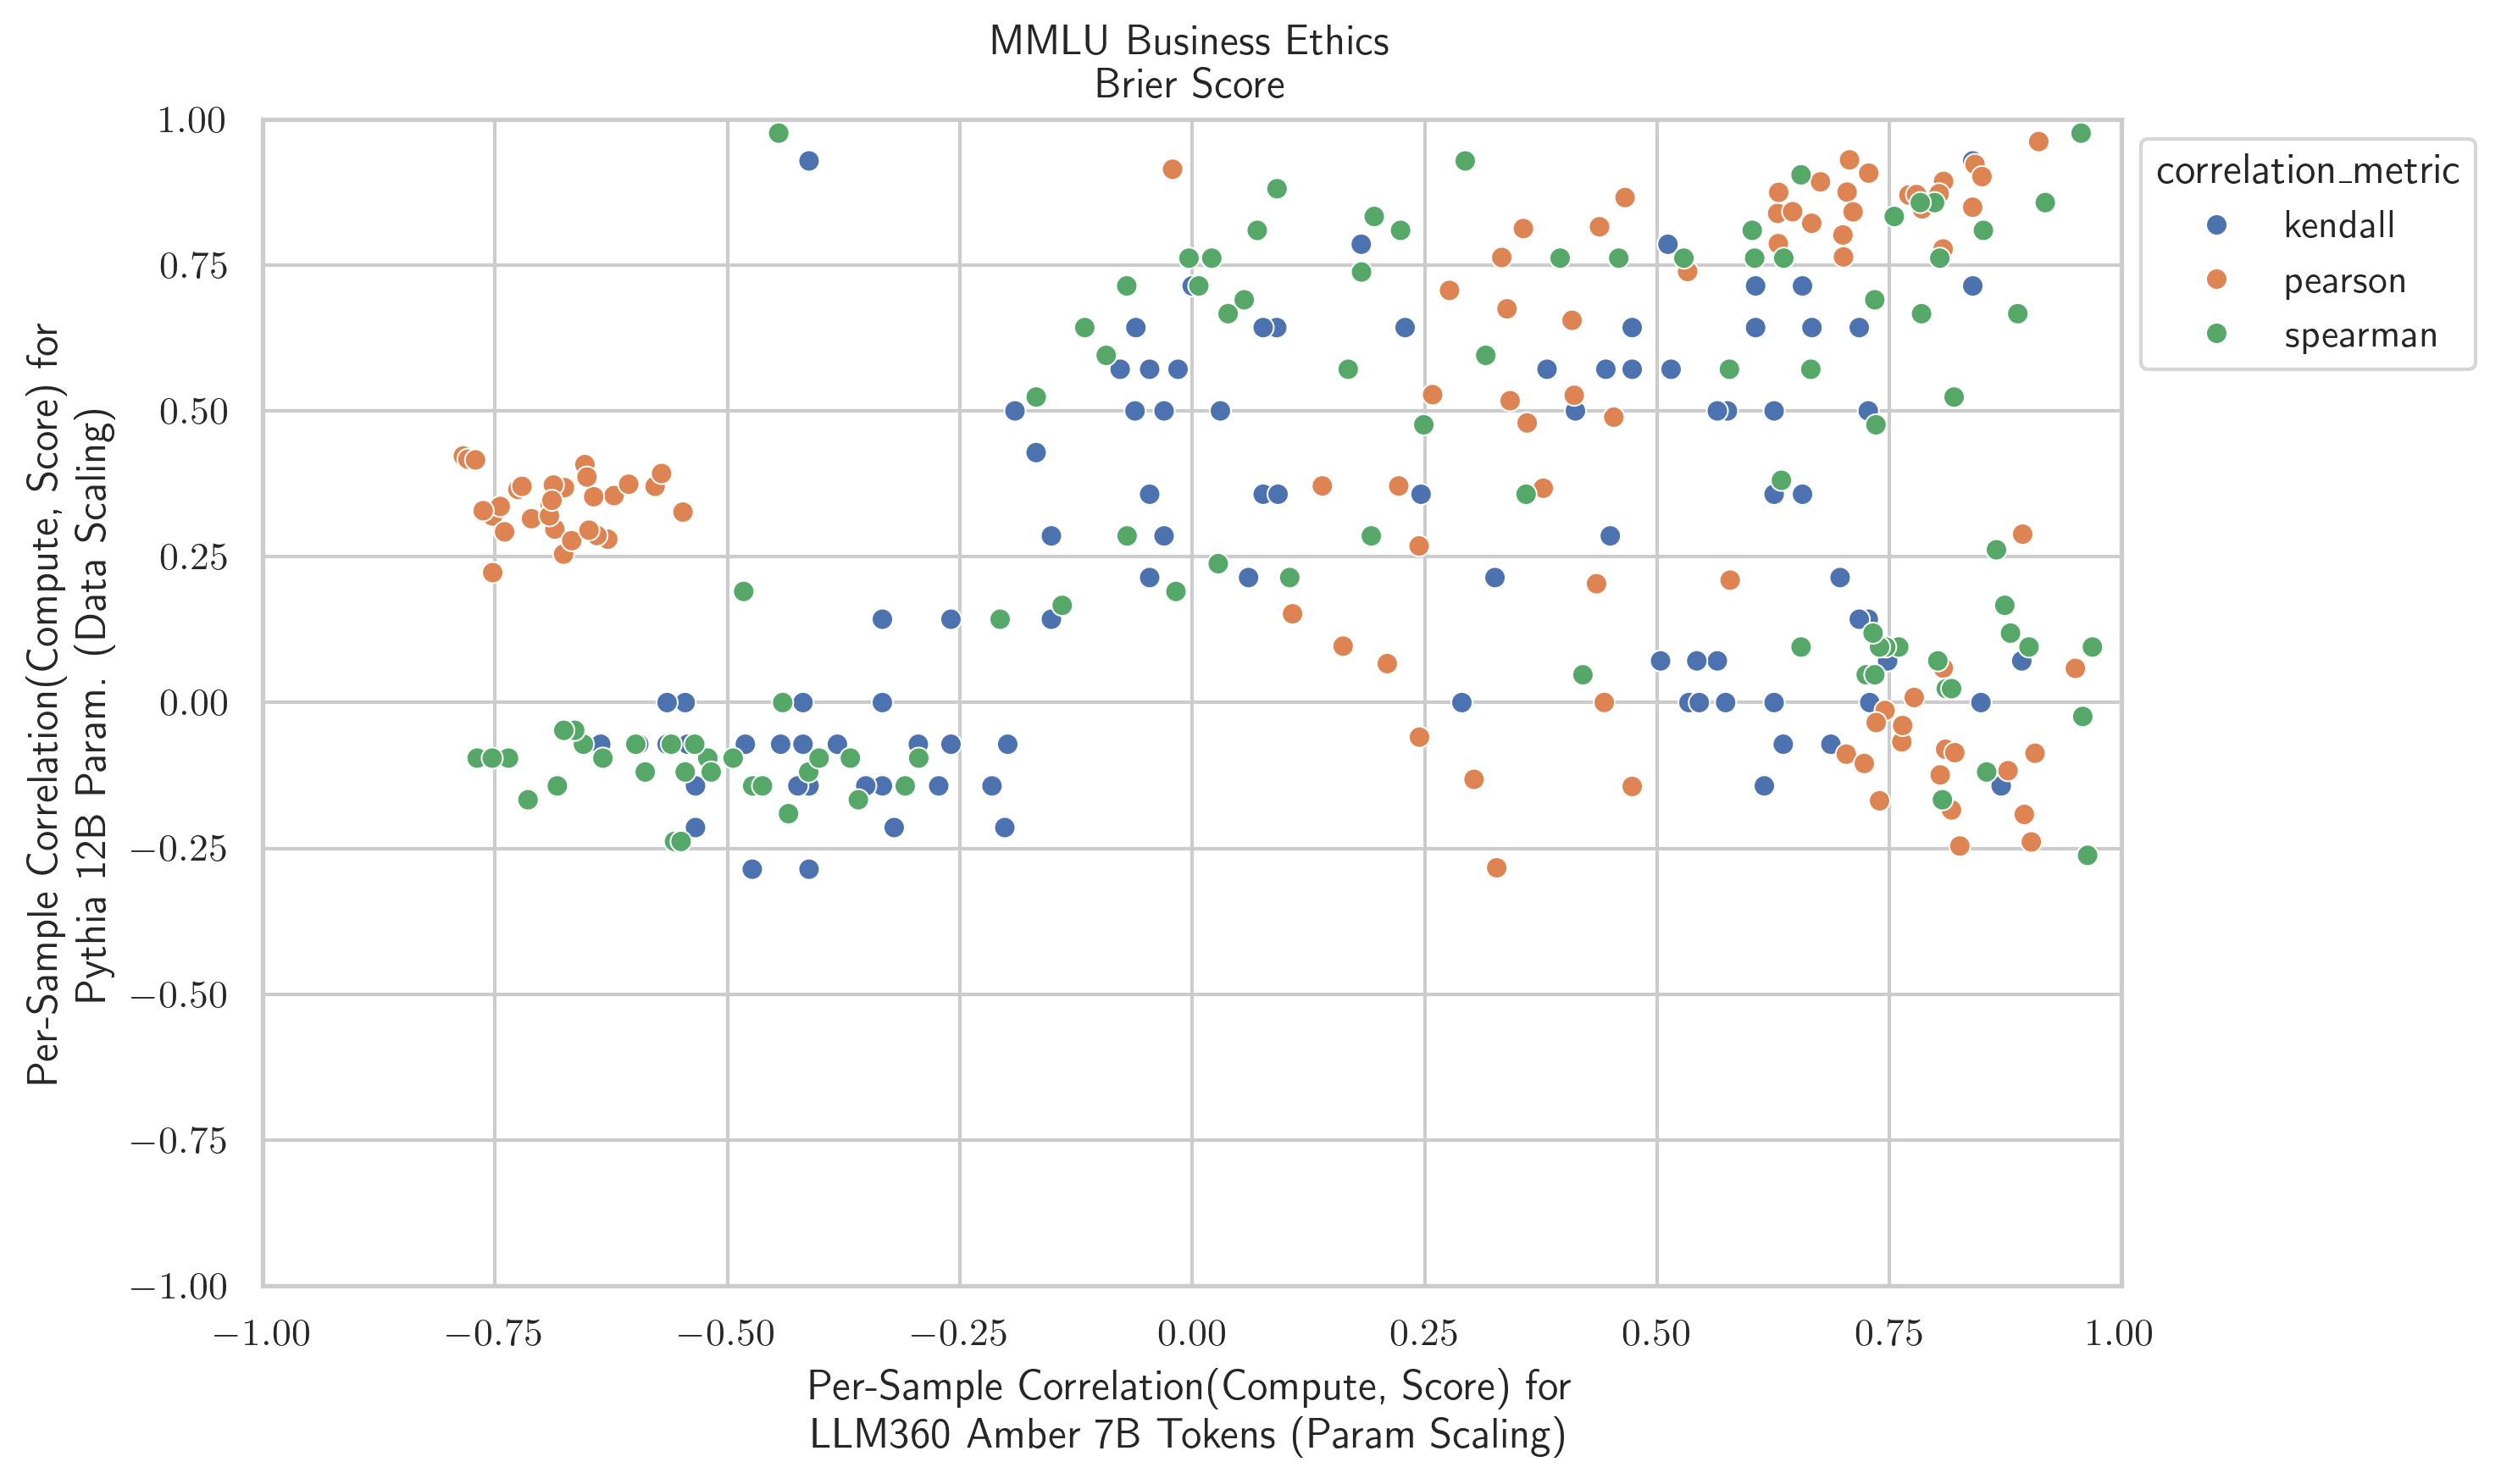 MMLU Business Ethics
Brier Score
Per-Sample Correlation(Compute, Score) for
Pythia 12B Param. (Data Scaling)
1.00
0.75
0.50
0.25
0.00
−0.25
−0.50
−0.75
−1.00
−1.00
−0.75
−0.50
−0.25
0.00
0.25
0.50
0.75
1.00
Per-Sample Correlation(Compute, Score) for
LLM360 Amber 7B Tokens (Param Scaling)
correlation_metric
kendall
pearson
spearman